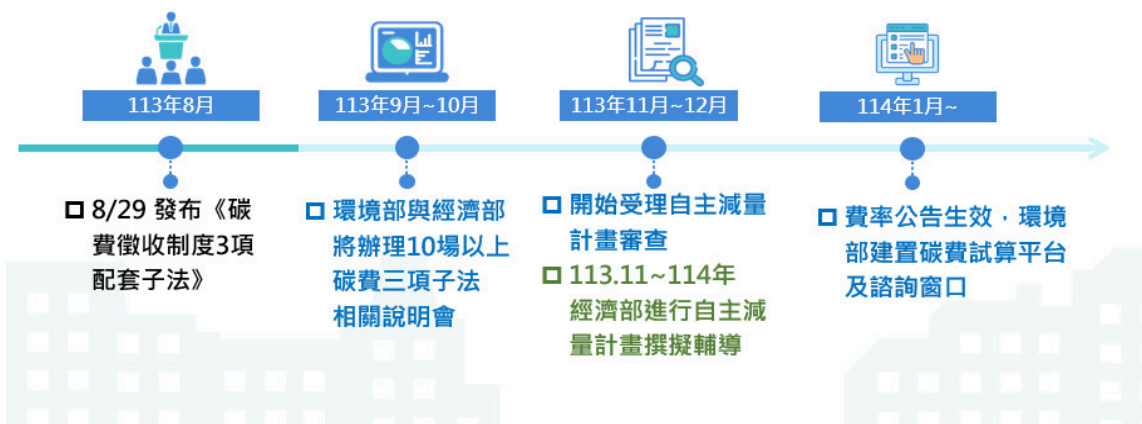 113年8月
113年9月~10月
113年11月~12月
114年1月~
8/29 發布《碳
費徵收制度3項
配套子法》
環境部與經濟部
將辦理10場以上
碳費三項子法
相關說明會
開始受理自主減量
計畫審查
113.11~114年
經濟部進行自主減
量計畫撰擬輔導
費率公告生效，環境
部建置碳費試算平台
及諮詢窗口